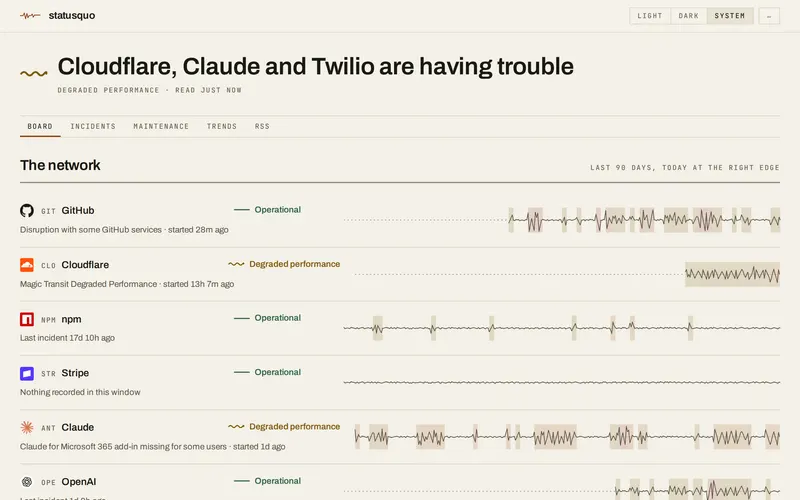 statusquo
LIGHT DARK SYSTEM
Cloudflare, Claude and Twilio are having trouble
DEGRADED PERFORMANCE · READ JUST NOW
BOARD INCIDENTS MAINTENANCE TRENDS RSS
The network
LAST 90 DAYS, TODAY AT THE RIGHT EDGE
GIT GitHub Operational
Disruption with some GitHub services · started 28m ago
CLO Cloudflare Degraded performance
Magic Transit Degraded Performance · started 13h 7m ago
NPM npm Operational
Last incident 17d 10h ago
STR Stripe Operational
Nothing recorded in this window
ANT Claude Degraded performance
Claude for Microsoft 365 add-in missing for some users · started 1d ago
OPE OpenAI Operational